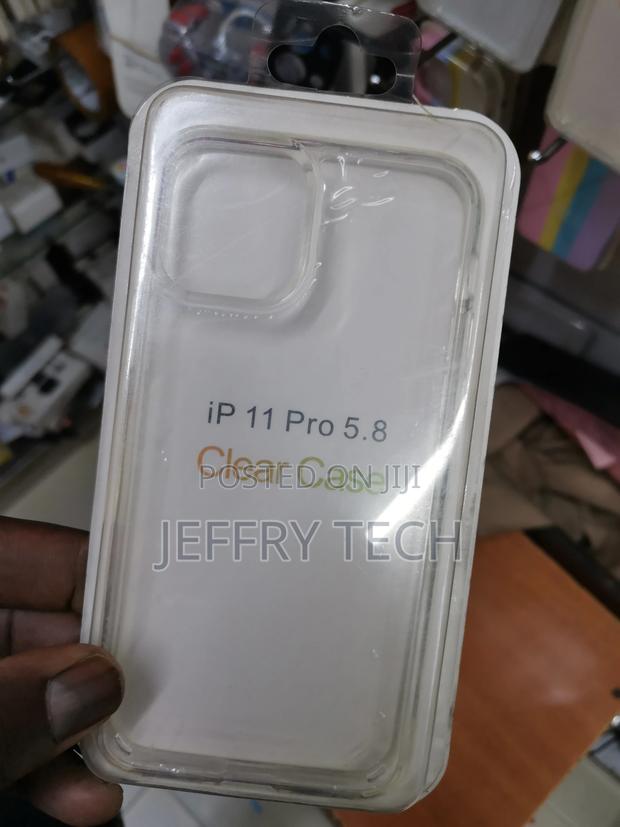 iP 11 Pro 5.8
Clear Case
POSTED ON JIJI
JEFFRY TECH